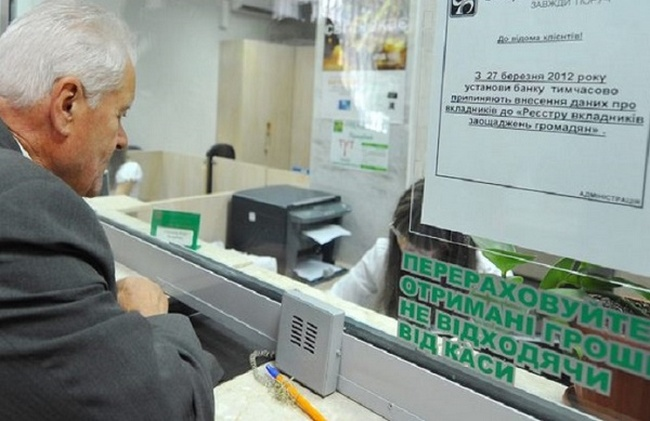 ЗАВЖДИ ПОРУ
До відома клієнтів!
З 27 березня 2012 року
установи банку тимчасово
припиняють внесення даних про
вкладників до «Реєстру вкладників
заощаджень громадян» .
АДМІНІСТРАЦІЯ
ПЕРЕРАХОВУЙТЕ
ОТРИМАНІ ГРОШІ
НЕ ВІДХОДЯЧИ
ВІД КАСИ